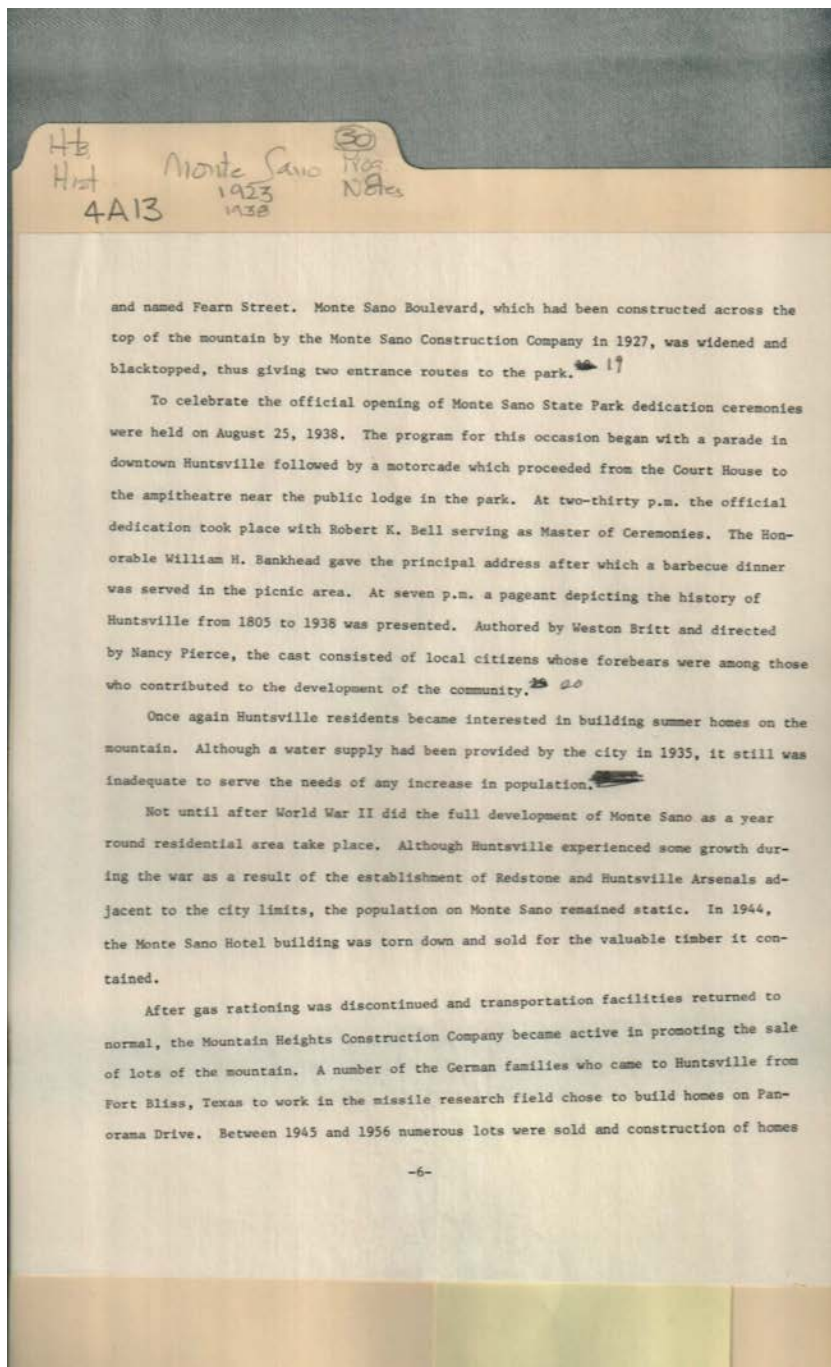 Hts.
Hist
Monte Sano
1923
1938
30
Prog
Notes
4A13
and named Fearn Street. Monte Sano Boulevard, which had been constructed across the
top of the mountain by the Monte Sano Construction Company in 1927, was widened and
blacktopped, thus giving two entrance routes to the park. 19
To celebrate the official opening of Monte Sano State Park dedication ceremonies
were held on August 25, 1938. The program for this occasion began with a parade in
downtown Huntsville followed by a motorcade which proceeded from the Court House to
the ampitheatre near the public lodge in the park. At two-thirty p.m. the official
dedication took place with Robert K. Bell serving as Master of Ceremonies. The Hon-
orable William H. Bankhead gave the principal address after which a barbecue dinner
was served in the picnic area. At seven p.m. a pageant depicting the history of
Huntsville from 1805 to 1938 was presented. Authored by Weston Britt and directed
by Nancy Pierce, the cast consisted of local citizens whose forebears were among those
who contributed to the development of the community. 20
Once again Huntsville residents became interested in building summer homes on the
mountain. Although a water supply had been provided by the city in 1935, it still was
inadequate to serve the needs of any increase in population.
Not until after World War II did the full development of Monte Sano as a year
round residential area take place. Although Huntsville experienced some growth dur-
ing the war as a result of the establishment of Redstone and Huntsville Arsenals ad-
jacent to the city limits, the population on Monte Sano remained static. In 1944,
the Monte Sano Hotel building was torn down and sold for the valuable timber it con-
tained.
After gas rationing was discontinued and transportation facilities returned to
normal, the Mountain Heights Construction Company became active in promoting the sale
of lots of the mountain. A number of the German families who came to Huntsville from
Fort Bliss, Texas to work in the missile research field chose to build homes on Pan-
orama Drive. Between 1945 and 1956 numerous lots were sold and construction of homes
-6-